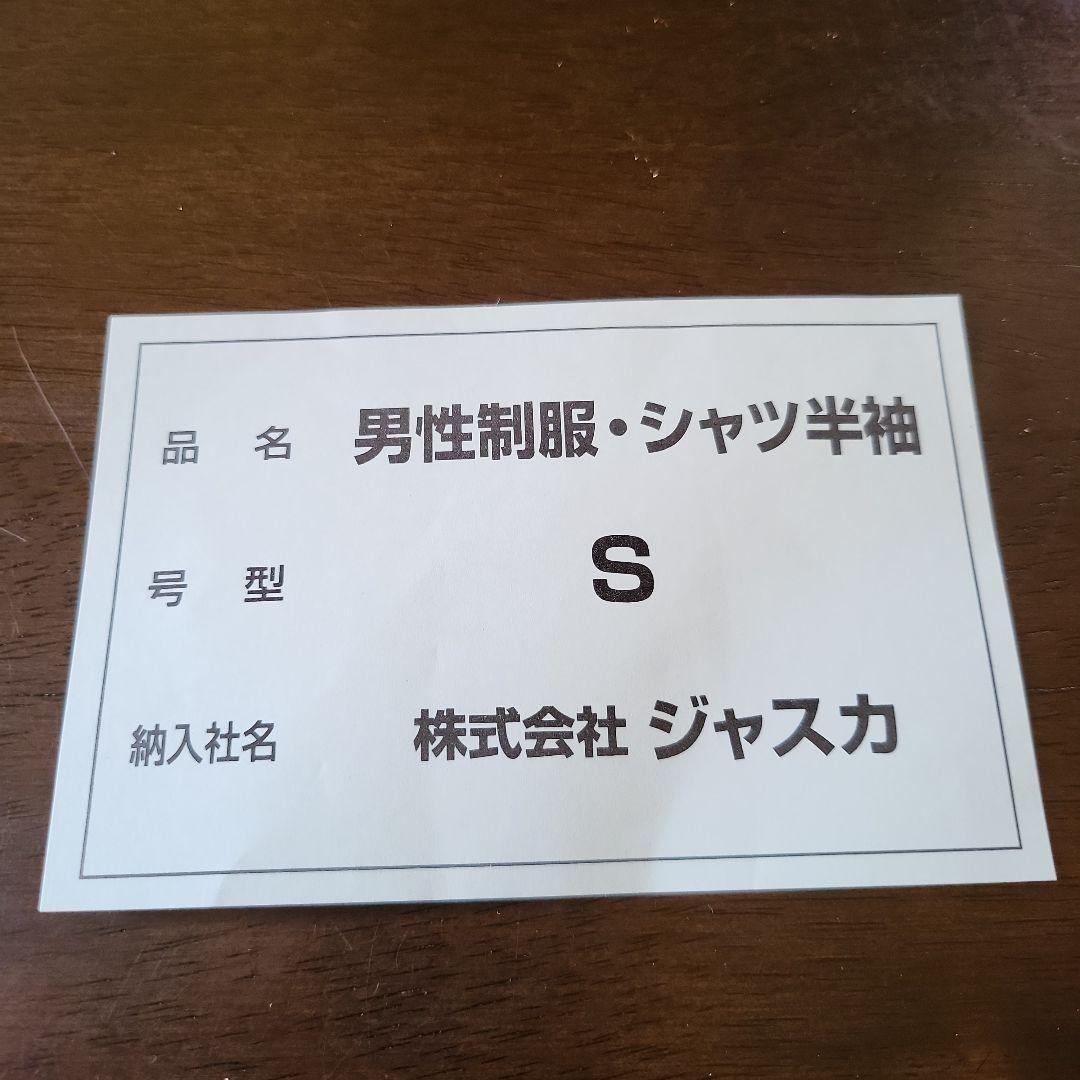 品名 男性制服・シャツ半袖
号型 S
納入社名 株式会社 ジャスカ